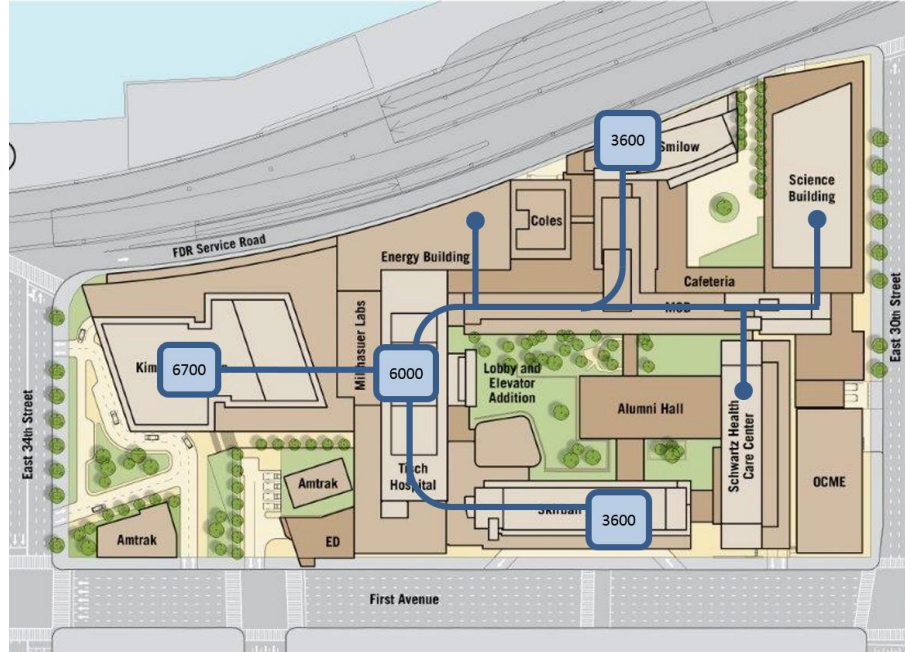 3600
Smilow
Science
Building
Coles
FDR Service Road
Energy Building
Cafeteria
MSB
East 30th Street
6700
6000
Lobby and
Elevator
Addition
Alumni Hall
Schwartz Health
Care Center
East 34th Street
Tisch
Hospital
Amtrak
3600
OCME
Amtrak
ED
First Avenue